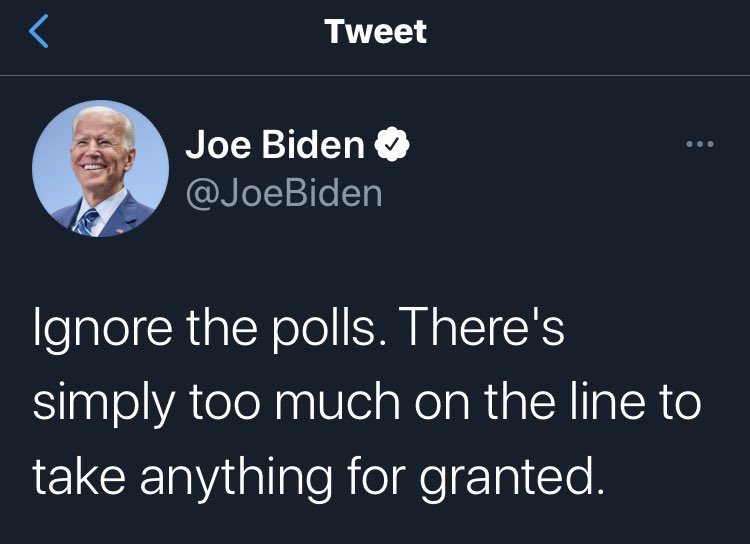 Tweet
Joe Biden
@JoeBiden
Ignore the polls. There's
simply too much on the line to
take anything for granted.